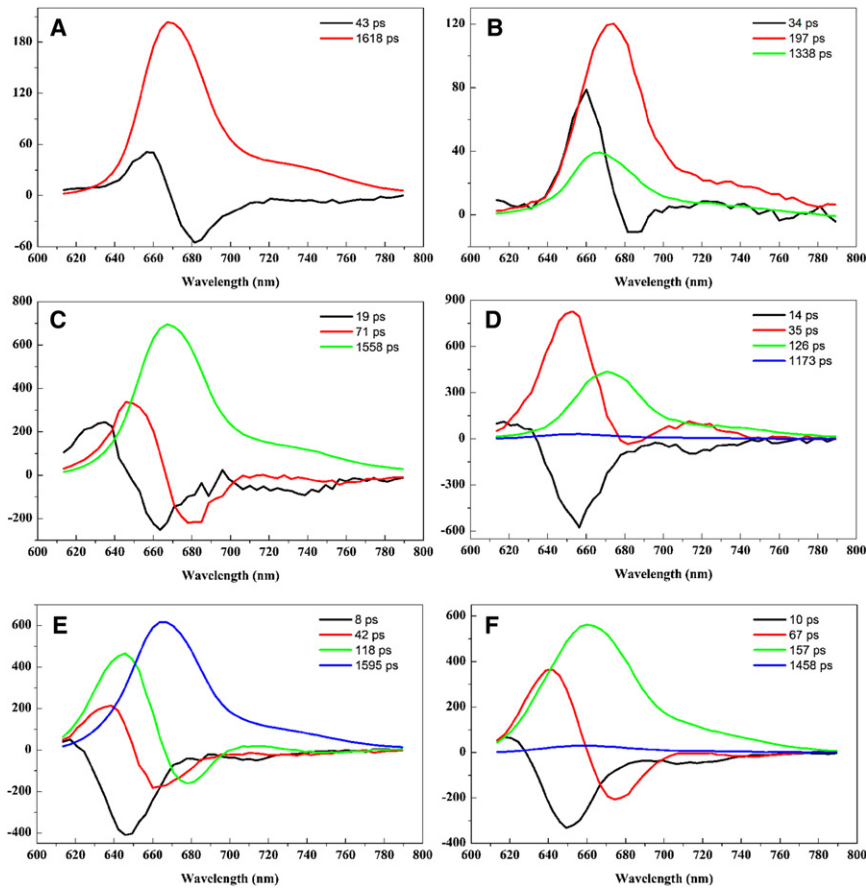 A
43 ps
1618 ps
180
120
60
0
-60
600 620 640 660 680 700 720 740 760 780 800
Wavelength (nm)
B
34 ps
197 ps
1338 ps
120
80
40
0
600 620 640 660 680 700 720 740 760 780 800
Wavelength (nm)
C
19 ps
71 ps
1558 ps
800
600
400
200
0
-200
600 620 640 660 680 700 720 740 760 780 800
Wavelength (nm)
D
14 ps
35 ps
126 ps
1173 ps
900
600
300
0
-300
-600
600 620 640 660 680 700 720 740 760 780 800
Wavelength (nm)
E
8 ps
42 ps
118 ps
1595 ps
600
400
200
0
-200
-400
600 620 640 660 680 700 720 740 760 780 800
Wavelength (nm)
F
10 ps
67 ps
157 ps
1458 ps
600
400
200
0
-200
-400
600 620 640 660 680 700 720 740 760 780 800
Wavelength (nm)